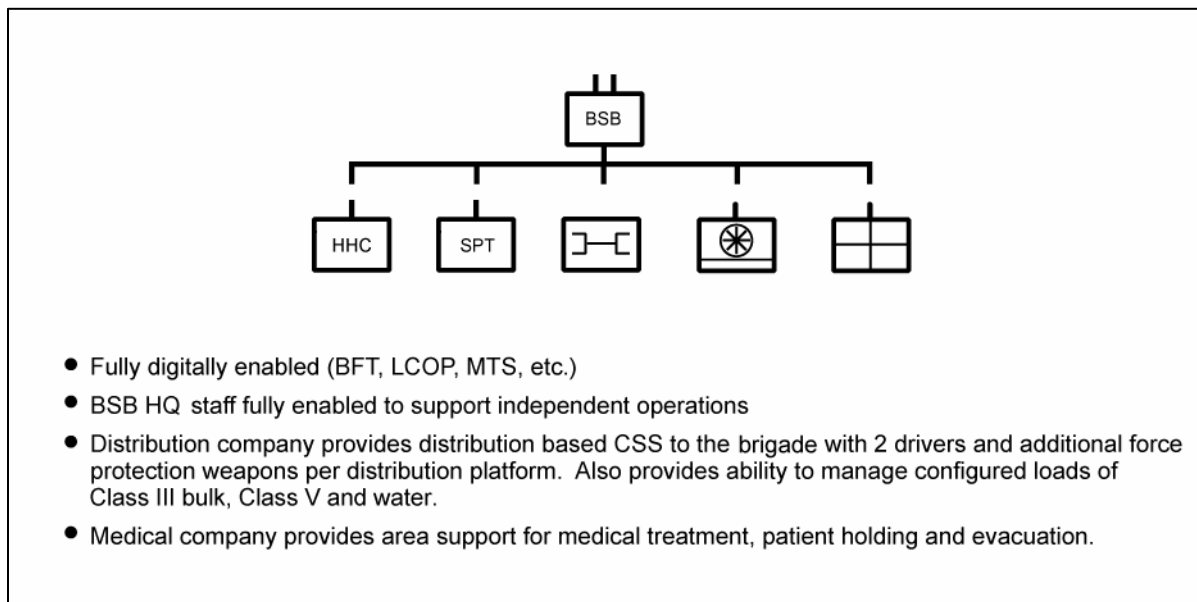 BSB
HHC SPT
● Fully digitally enabled (BFT, LCOP, MTS, etc.)
● BSB HQ staff fully enabled to support independent operations
● Distribution company provides distribution based CSS to the brigade with 2 drivers and additional force
protection weapons per distribution platform. Also provides ability to manage configured loads of
Class III bulk, Class V and water.
● Medical company provides area support for medical treatment, patient holding and evacuation.